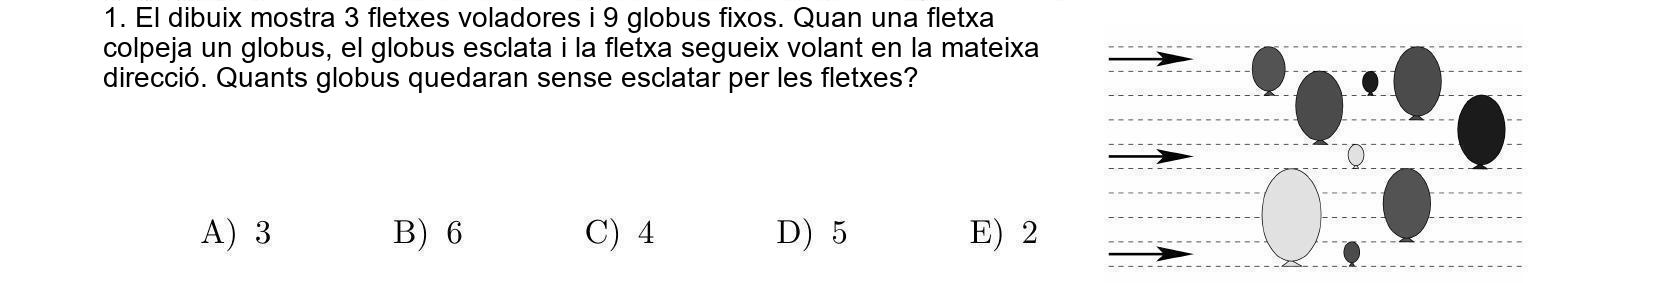 1. El dibuix mostra 3 fletxes voladores i 9 globus fixos. Quan una fletxa
colpeja un globus, el globus esclata i la fletxa segueix volant en la mateixa
direcció. Quants globus quedaran sense esclatar per les fletxes?
A) 3 B) 6 C) 4 D) 5 E) 2